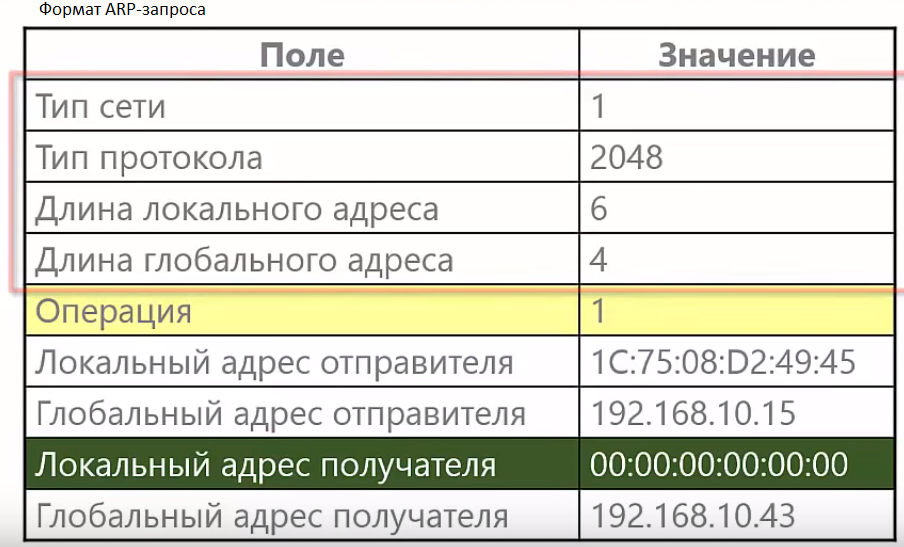 Формат ARP-запроса
Поле Значение
Тип сети 1
Тип протокола 2048
Длина локального адреса 6
Длина глобального адреса 4
Операция 1
Локальный адрес отправителя 1C:75:08:D2:49:45
Глобальный адрес отправителя 192.168.10.15
Локальный адрес получателя 00:00:00:00:00:00
Глобальный адрес получателя 192.168.10.43